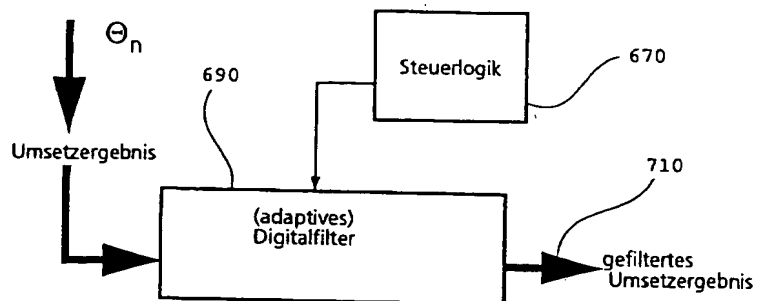 Θn
Steuerlogik
670
690
Umsetzergebnis
710
(adaptives)
Digitalfilter
gefiltertes
Umsetzergebnis